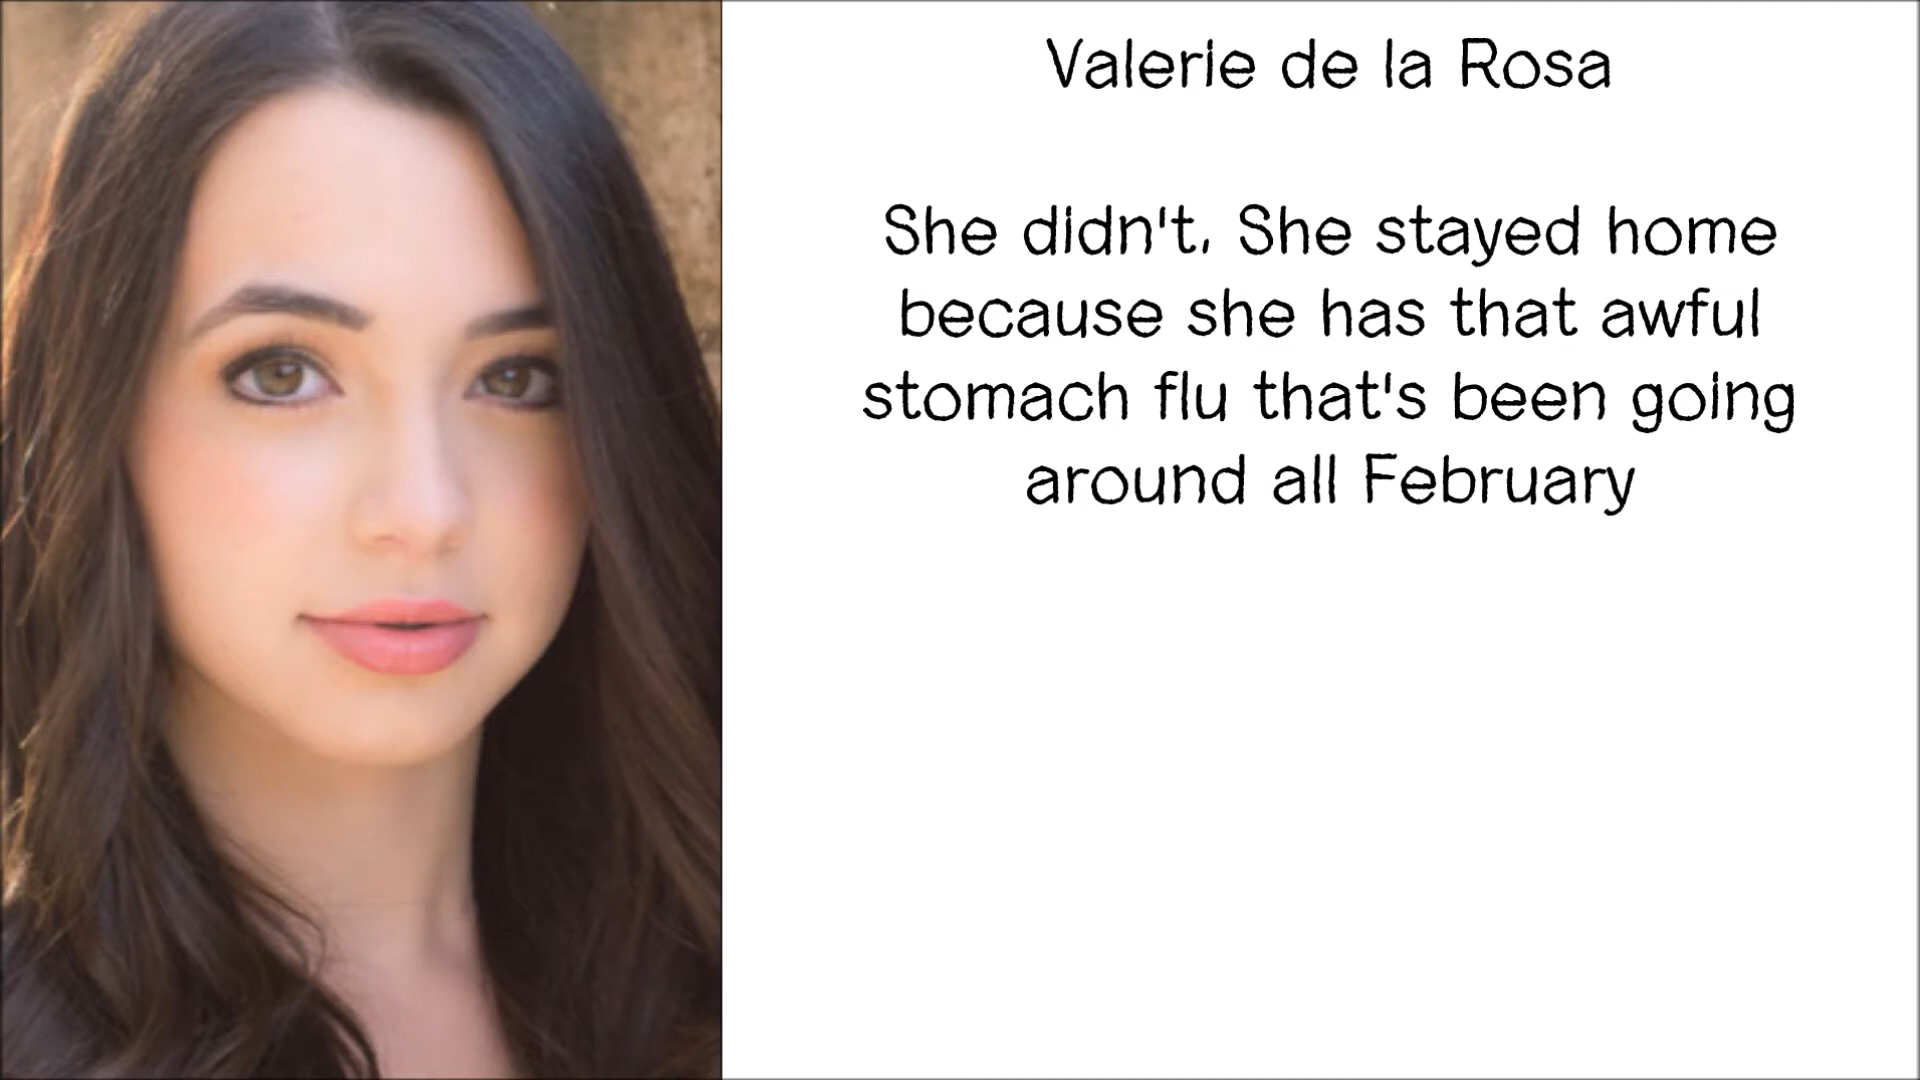 Valerie de la Rosa
She didn't. She stayed home
because she has that awful
stomach flu that's been going
around all February